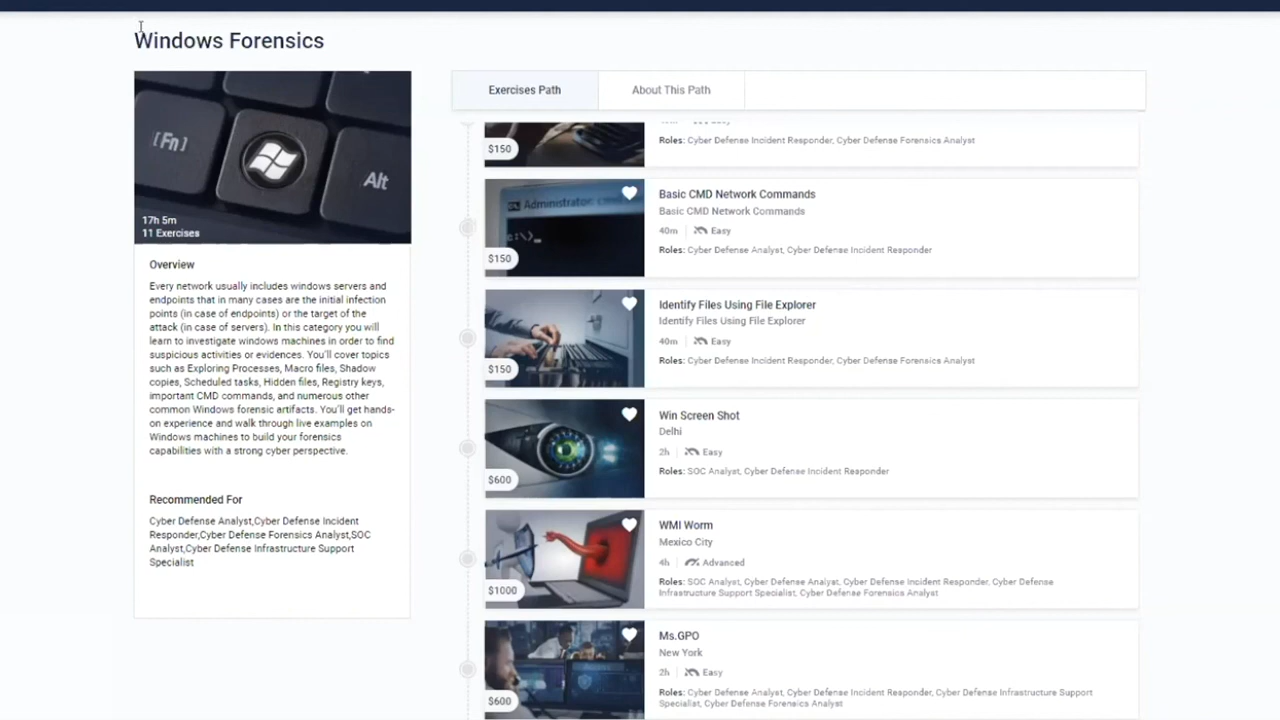 Windows Forensics
[Fn]
Alt
17h 5m
11 Exercises
Overview
Every network usually includes windows servers and
endpoints that in many cases are the initial infection
points (in case of endpoints) or the target of the
attack (in case of servers). In this category you will
learn to investigate windows machines in order to find
suspicious activities or evidences. You'll cover topics
such as Exploring Processes, Macro files, Shadow
copies, Scheduled tasks, Hidden files, Registry keys,
important CMD commands, and numerous other
common Windows forensic artifacts. You'll get hands-
on experience and walk through live examples on
Windows machines to build your forensics
capabilities with a strong cyber perspective.
Recommended For
Cyber Defense Analyst,Cyber Defense Incident
Responder,Cyber Defense Forensics Analyst,SOC
Analyst,Cyber Defense Infrastructure Support
Specialist
Exercises Path
About This Path
$150
Roles: Cyber Defense Incident Responder, Cyber Defense Forensics Analyst
Administrator:
c:\>_
$150
Basic CMD Network Commands
Basic CMD Network Commands
40m | Easy
Roles: Cyber Defense Analyst, Cyber Defense Incident Responder
$150
Identify Files Using File Explorer
Identify Files Using File Explorer
40m | Easy
Roles: Cyber Defense Incident Responder, Cyber Defense Forensics Analyst
$600
Win Screen Shot
Delhi
2h | Easy
Roles: SOC Analyst, Cyber Defense Incident Responder
$1000
WMI Worm
Mexico City
4h | Advanced
Roles: SOC Analyst, Cyber Defense Analyst, Cyber Defense Incident Responder, Cyber Defense
Infrastructure Support Specialist, Cyber Defense Forensics Analyst
$600
Ms.GPO
New York
2h | Easy
Roles: Cyber Defense Analyst, Cyber Defense Incident Responder, Cyber Defense Infrastructure Support
Specialist, Cyber Defense Forensics Analyst